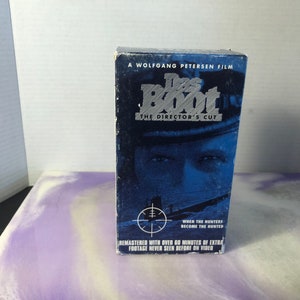 A WOLFGANG PETERSEN FILM
Das
Boot
THE DIRECTOR'S CUT
WHEN THE HUNTERS
BECOME THE HUNTED
REMASTERED WITH OVER 60 MINUTES OF EXTRA
FOOTAGE NEVER SEEN BEFORE ON VIDEO